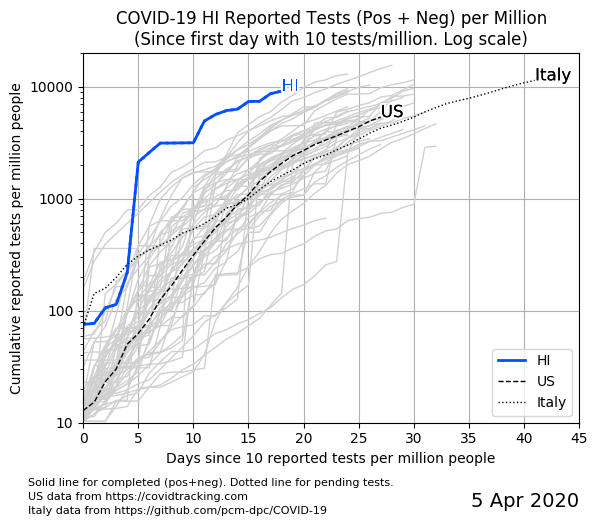 COVID-19 HI Reported Tests (Pos + Neg) per Million
(Since first day with 10 tests/million. Log scale)
Cumulative reported tests per million people
10000
1000
100
10
HI
US
Italy
HI
US
Italy
0 5 10 15 20 25 30 35 40 45
Days since 10 reported tests per million people
Solid line for completed (pos+neg). Dotted line for pending tests.
US data from https://covidtracking.com
Italy data from https://github.com/pcm-dpc/COVID-19
5 Apr 2020